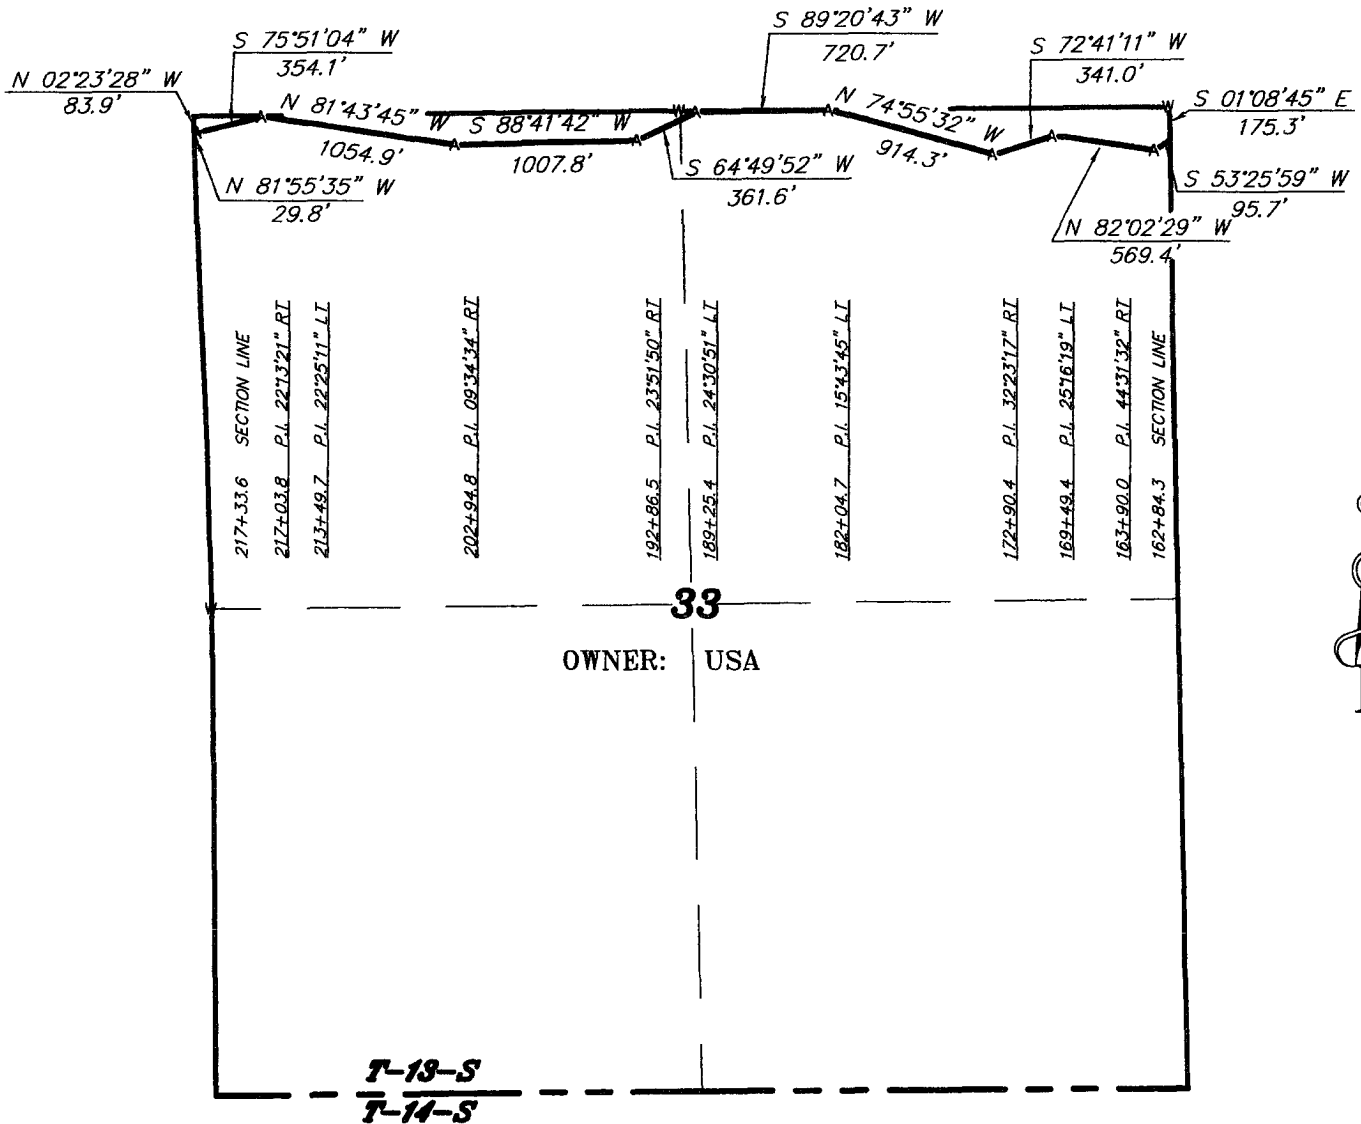 S 89°20'43" W
720.7'
S 75°51'04" W
354.1'
S 72°41'11" W
341.0'
N 02°23'28" W
83.9'
N 81°43'45" W
1054.9'
S 88°41'42" W
1007.8'
N 74°55'32" W
914.3'
S 01°08'45" E
175.3'
N 81°55'35" W
29.8'
S 64°49'52" W
361.6'
S 53°25'59" W
95.7'
N 82°02'29" W
569.4'
217+33.6 SECTION LINE
217+03.8 P.I. 22°13'21" RT
213+49.7 P.I. 22°25'11" LT
202+94.8 P.I. 09°34'34" RT
192+86.5 P.I. 23°51'50" RT
189+25.4 P.I. 24°30'51" LT
182+04.7 P.I. 15°43'45" LT
172+90.4 P.I. 32°23'17" RT
169+49.4 P.I. 25°16'19" LT
163+90.0 P.I. 44°31'32" RT
162+84.3 SECTION LINE
33
OWNER: USA
T-13-S
T-14-S